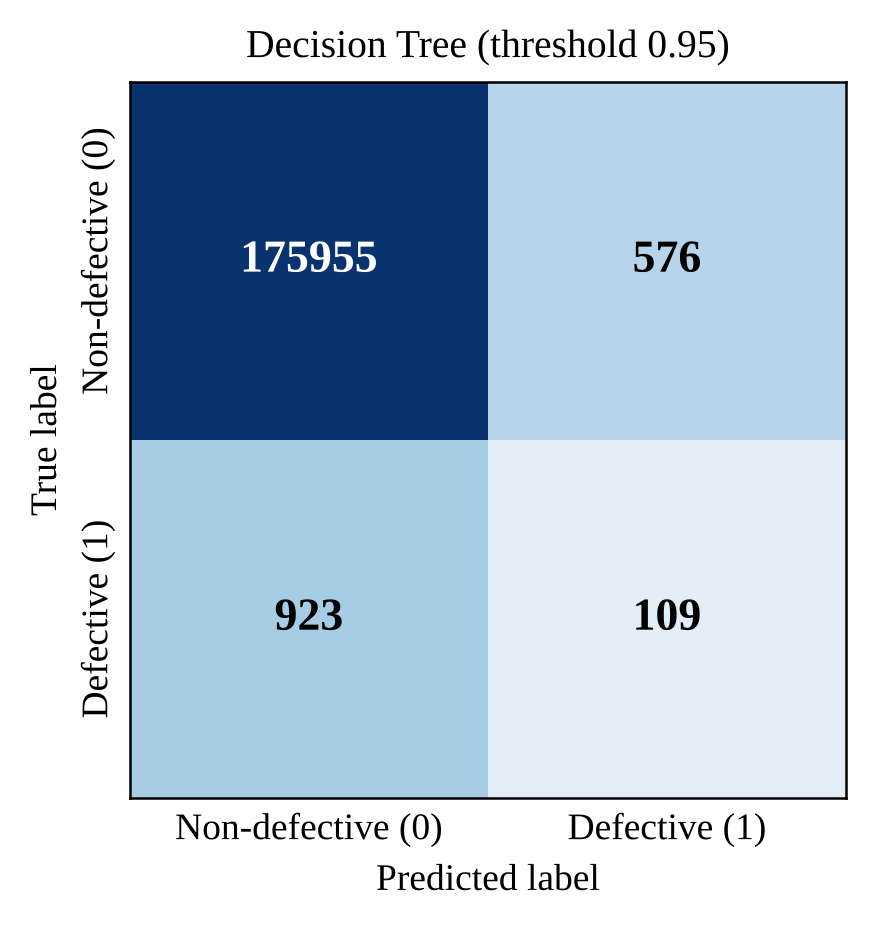 Decision Tree (threshold 0.95)
True label
Non-defective (0)
175955
576
Defective (1)
923
109
Non-defective (0)
Defective (1)
Predicted label